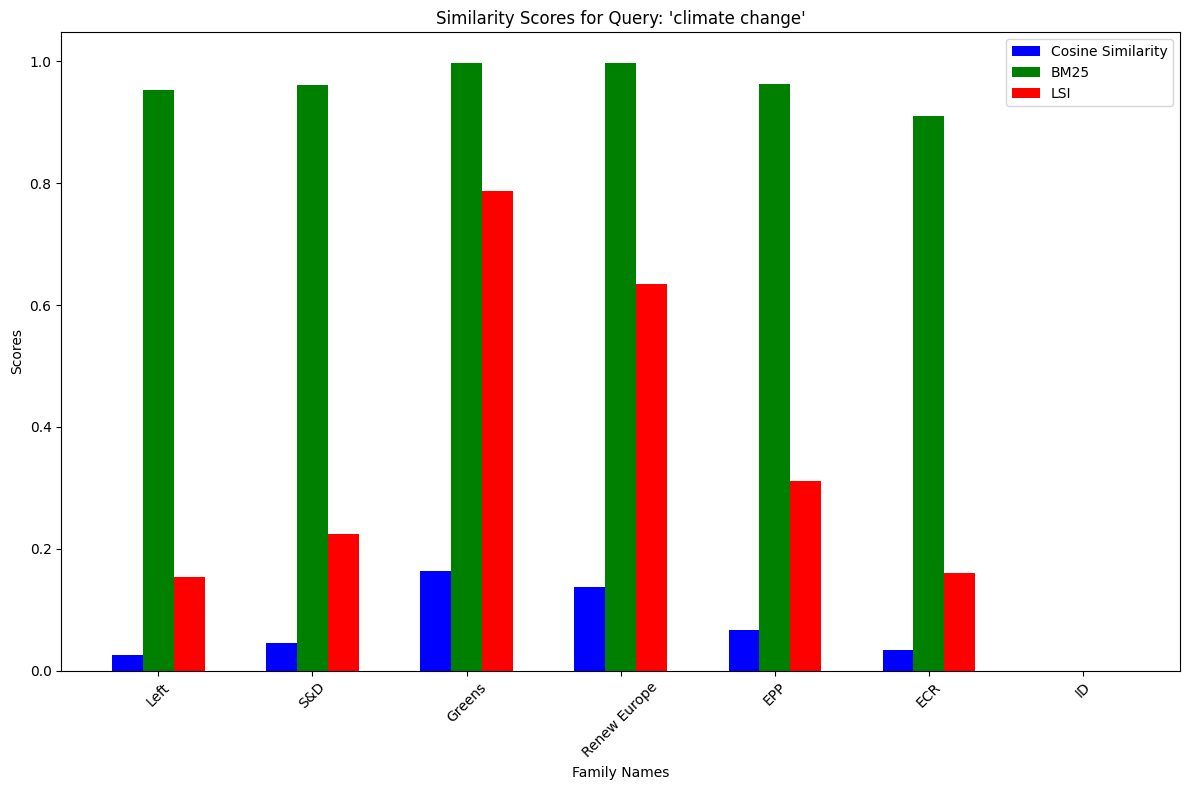 Similarity Scores for Query: 'climate change'
Cosine Similarity
BM25
LSI
1.0
0.8
0.6
0.4
0.2
0.0
Scores
Left
S&D
Greens
Renew Europe
EPP
ECR
ID
Family Names